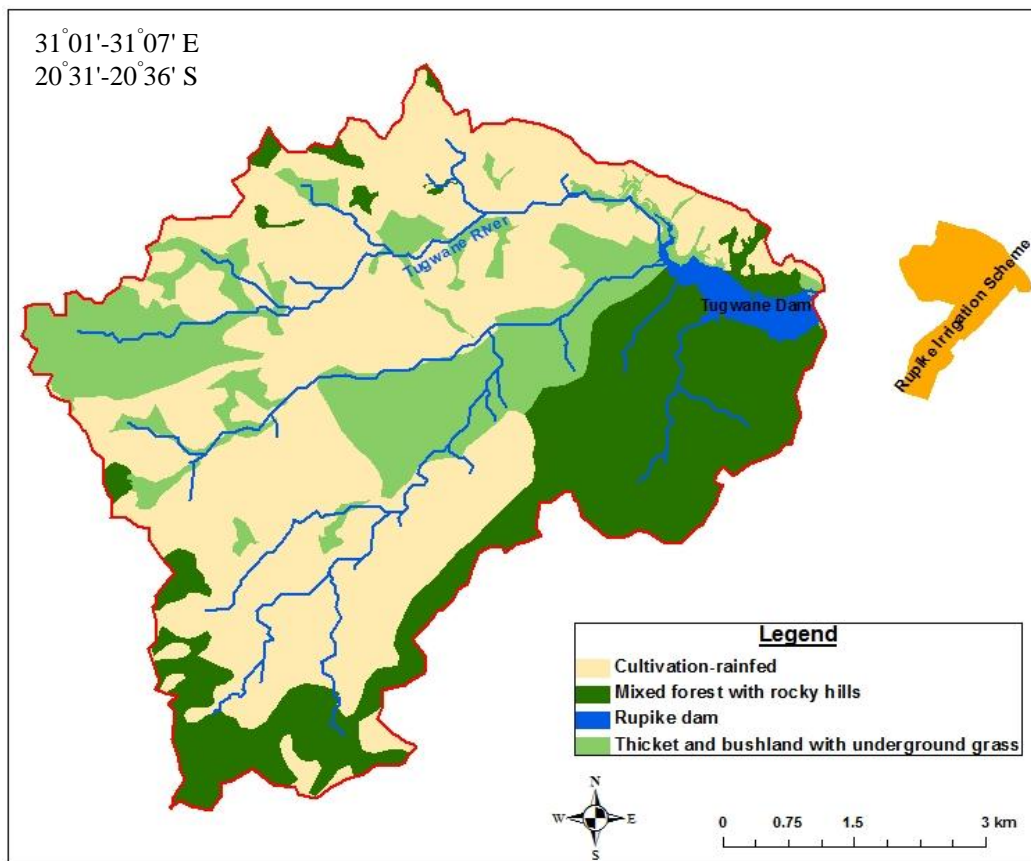 31°01'-31°07' E
20°31'-20°36' S
Tugwane River
Tugwane Dam
Rupike Irrigation Scheme
Legend
Cultivation-rainfed
Mixed forest with rocky hills
Rupike dam
Thicket and bushland with underground grass
N
W E
S
0 0.75 1.5 3 km